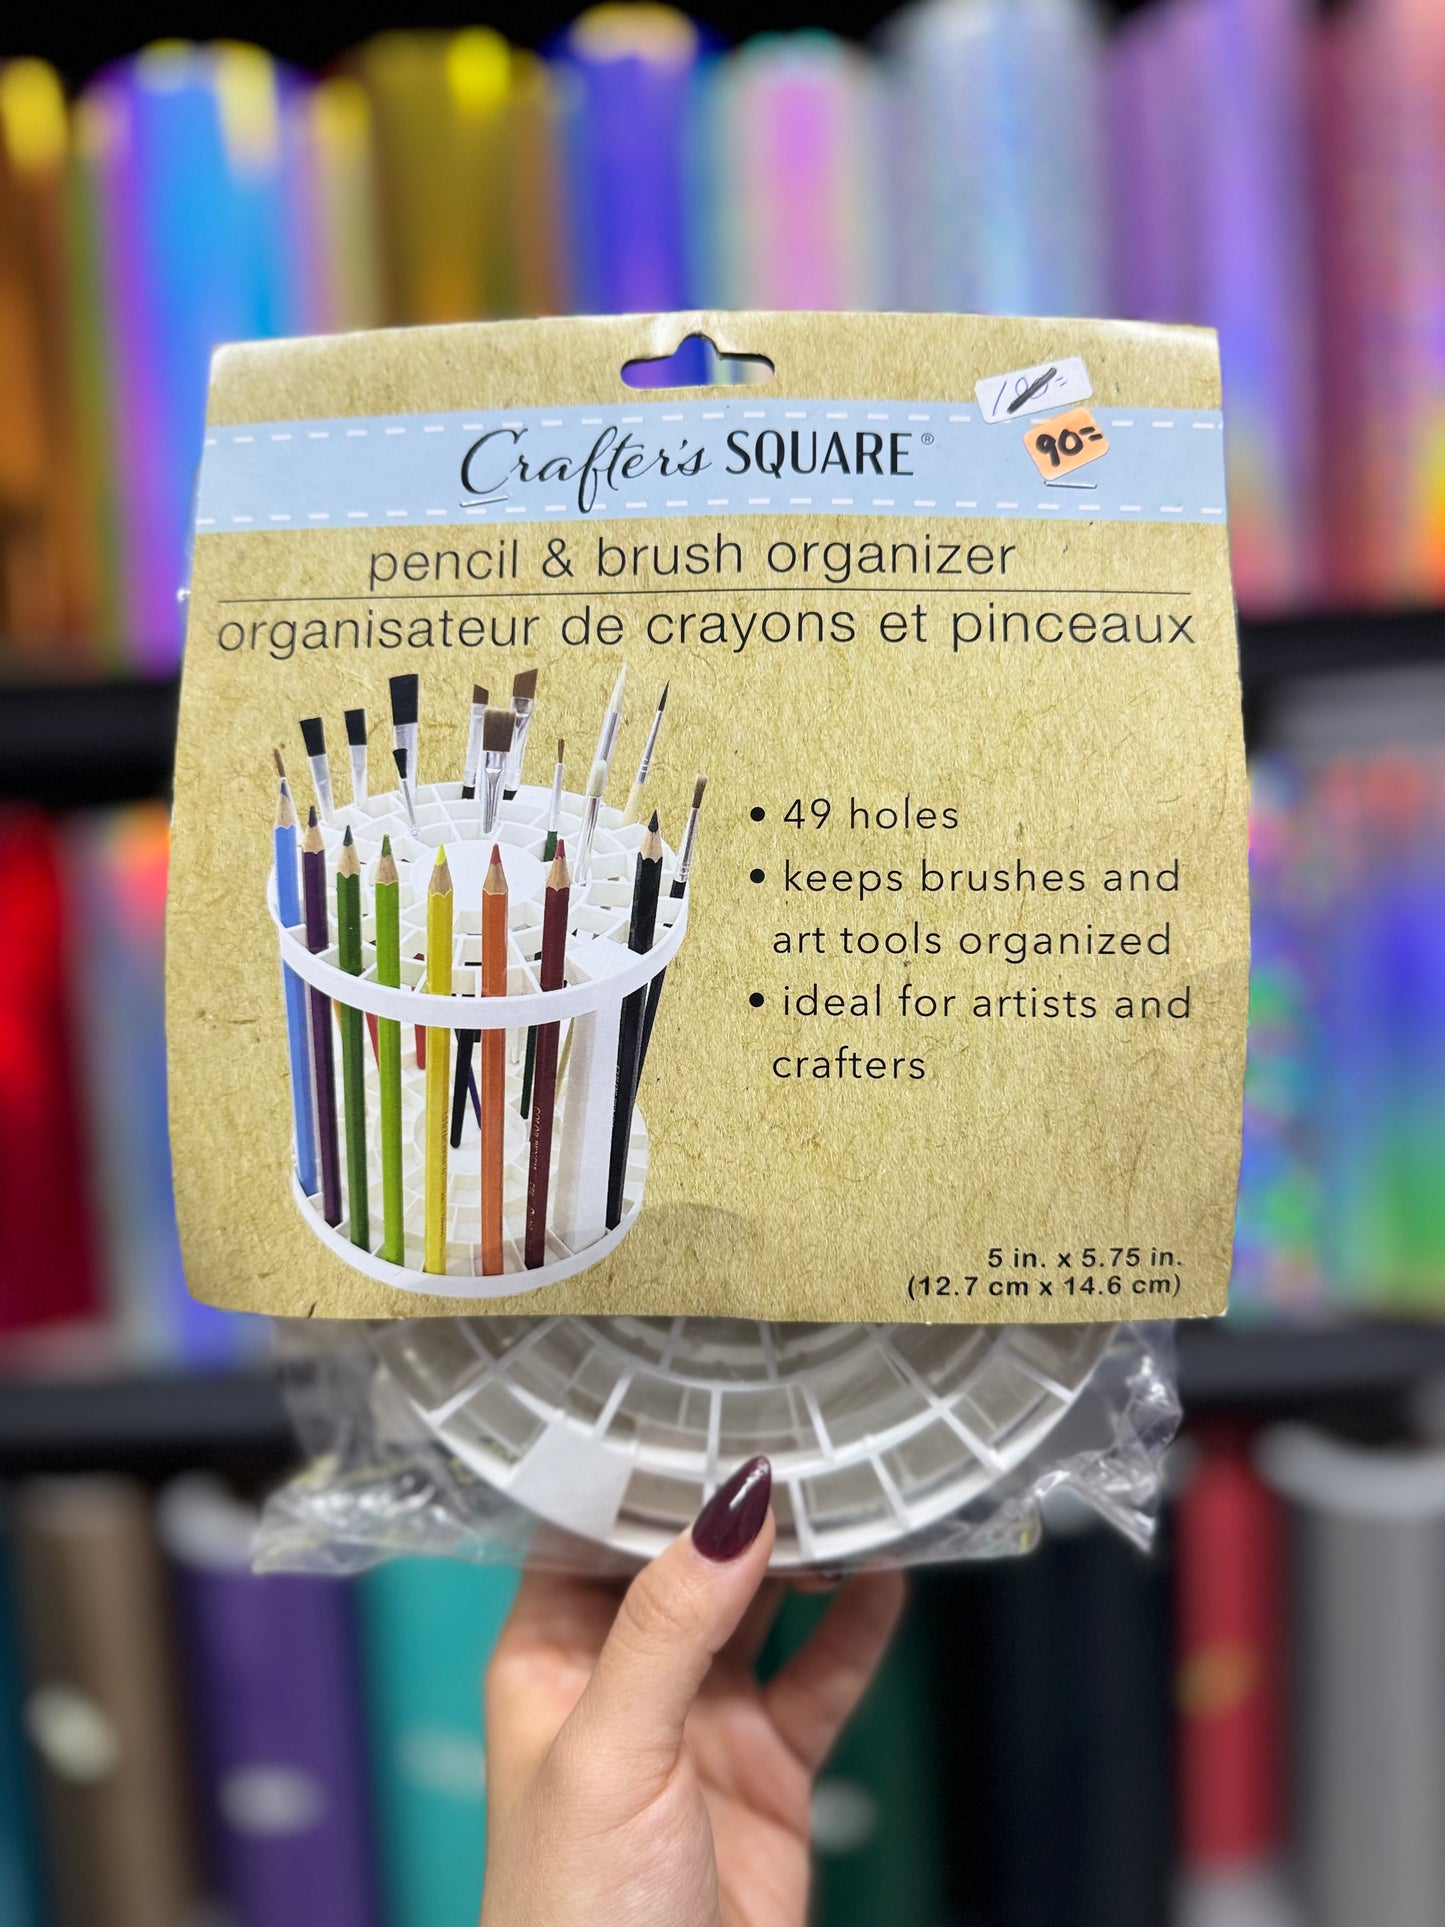 Crafter's SQUARE®
90=
pencil & brush organizer
organisateur de crayons et pinceaux
• 49 holes
• keeps brushes and
art tools organized
• ideal for artists and
crafters
5 in. x 5.75 in.
(12.7 cm x 14.6 cm)